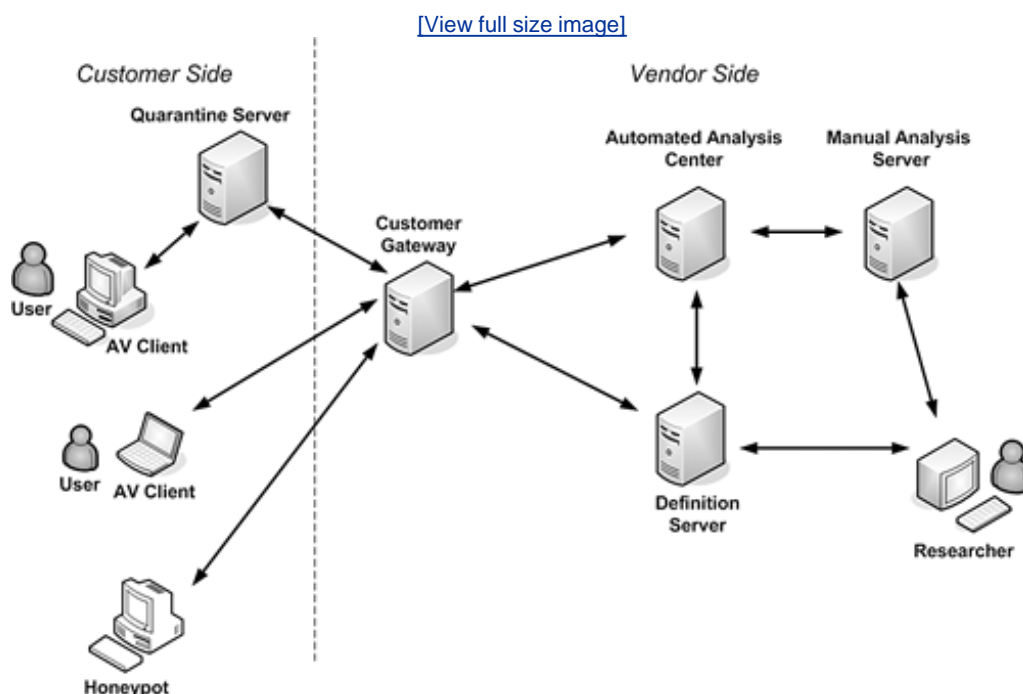 [View full size image]
Customer Side
Vendor Side
Quarantine Server
Automated Analysis
Center
Manual Analysis
Server
Customer
Gateway
User
AV Client
User
AV Client
Definition
Server
Researcher
Honeypot